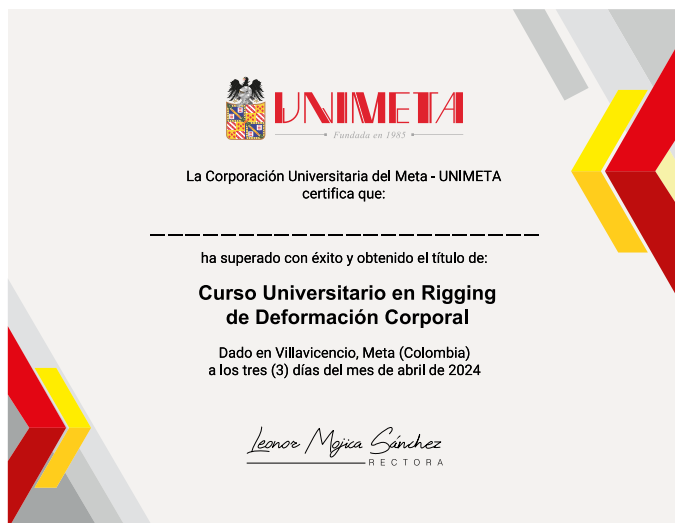 UNIMETA
Fundada en 1985
La Corporación Universitaria del Meta - UNIMETA
certifica que:
ha superado con éxito y obtenido el título de:
Curso Universitario en Rigging
de Deformación Corporal
Dado en Villavicencio, Meta (Colombia)
a los tres (3) días del mes de abril de 2024
Leonor Mojica Sánchez
RECTORA